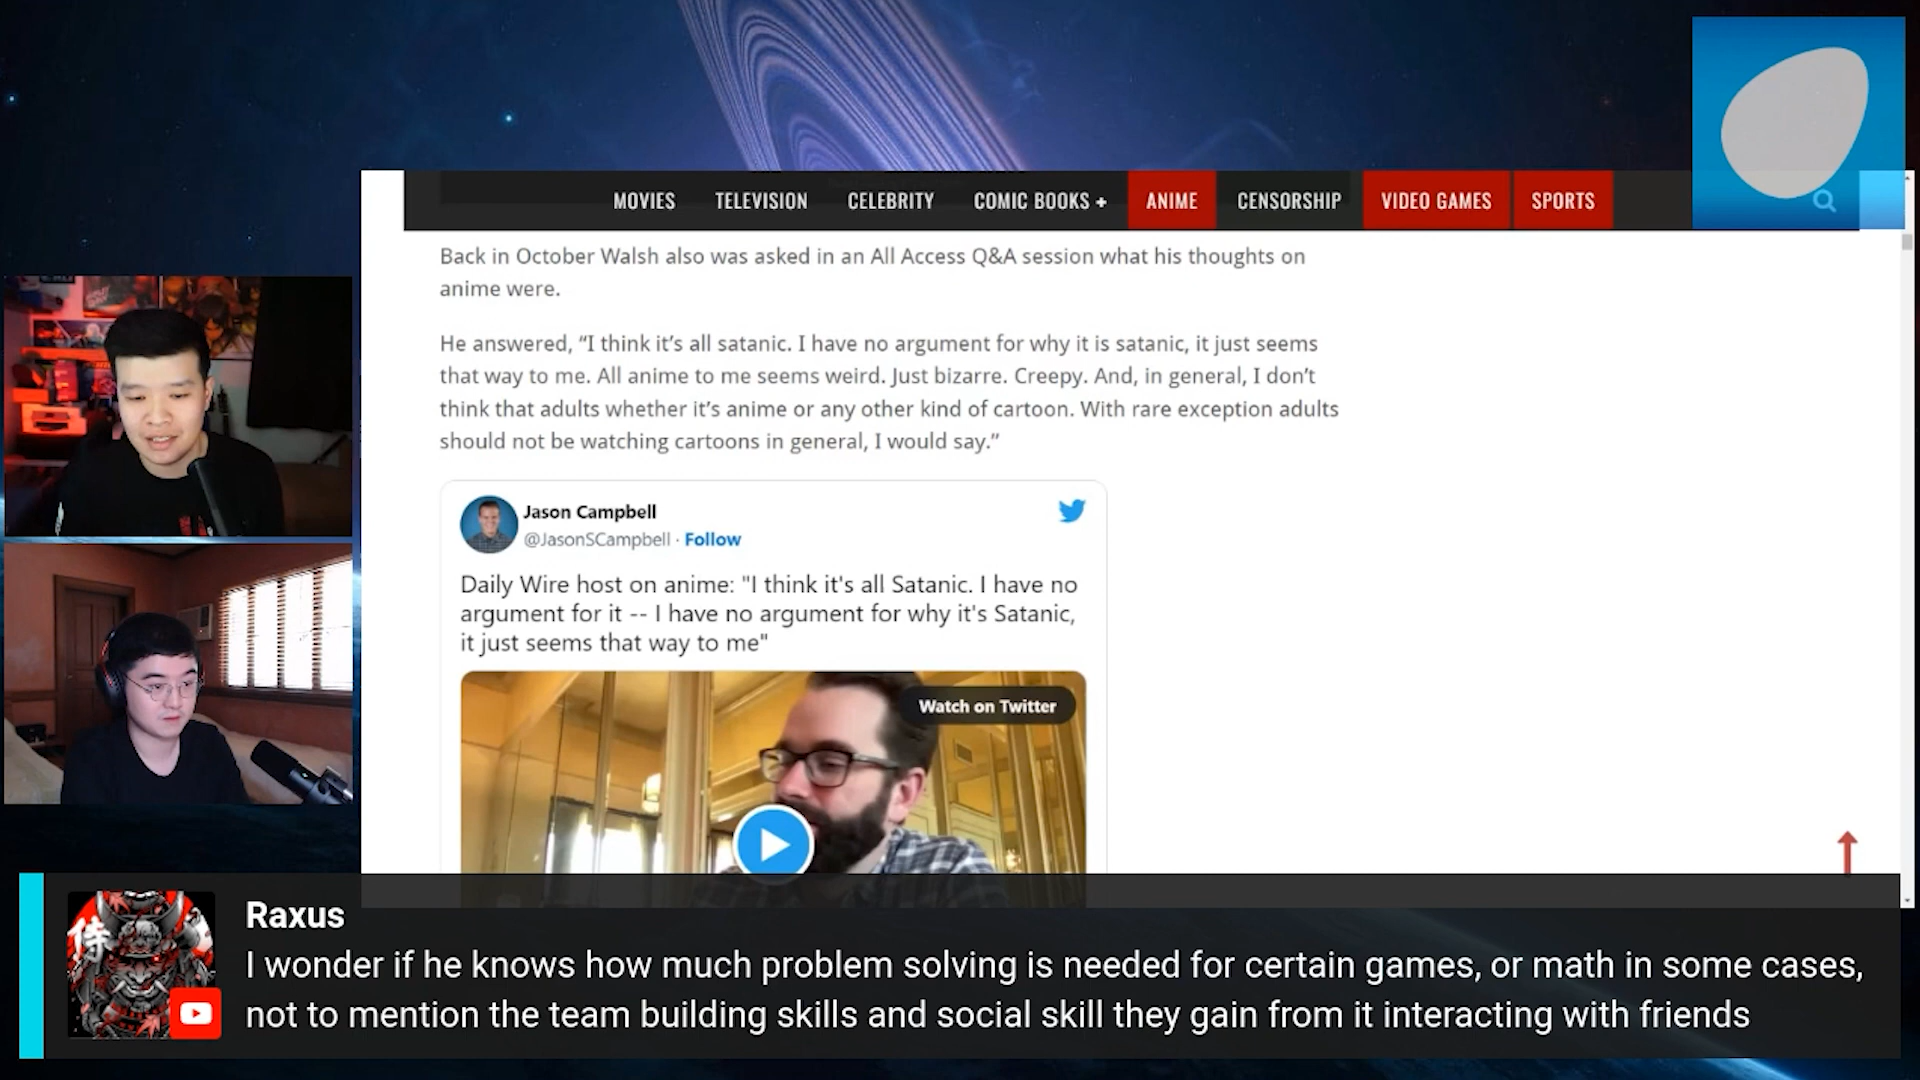 MOVIES TELEVISION CELEBRITY COMIC BOOKS + ANIME CENSORSHIP VIDEO GAMES SPORTS
Back in October Walsh also was asked in an All Access Q&A session what his thoughts on
anime were.
He answered, “I think it’s all satanic. I have no argument for why it is satanic, it just seems
that way to me. All anime to me seems weird. Just bizarre. Creepy. And, in general, I don’t
think that adults whether it’s anime or any other kind of cartoon. With rare exception adults
should not be watching cartoons in general, I would say.”
Jason Campbell
@JasonSCampbell · Follow
Daily Wire host on anime: "I think it's all Satanic. I have no
argument for it -- I have no argument for why it's Satanic,
it just seems that way to me"
Watch on Twitter
侍
Raxus
I wonder if he knows how much problem solving is needed for certain games, or math in some cases,
not to mention the team building skills and social skill they gain from it interacting with friends